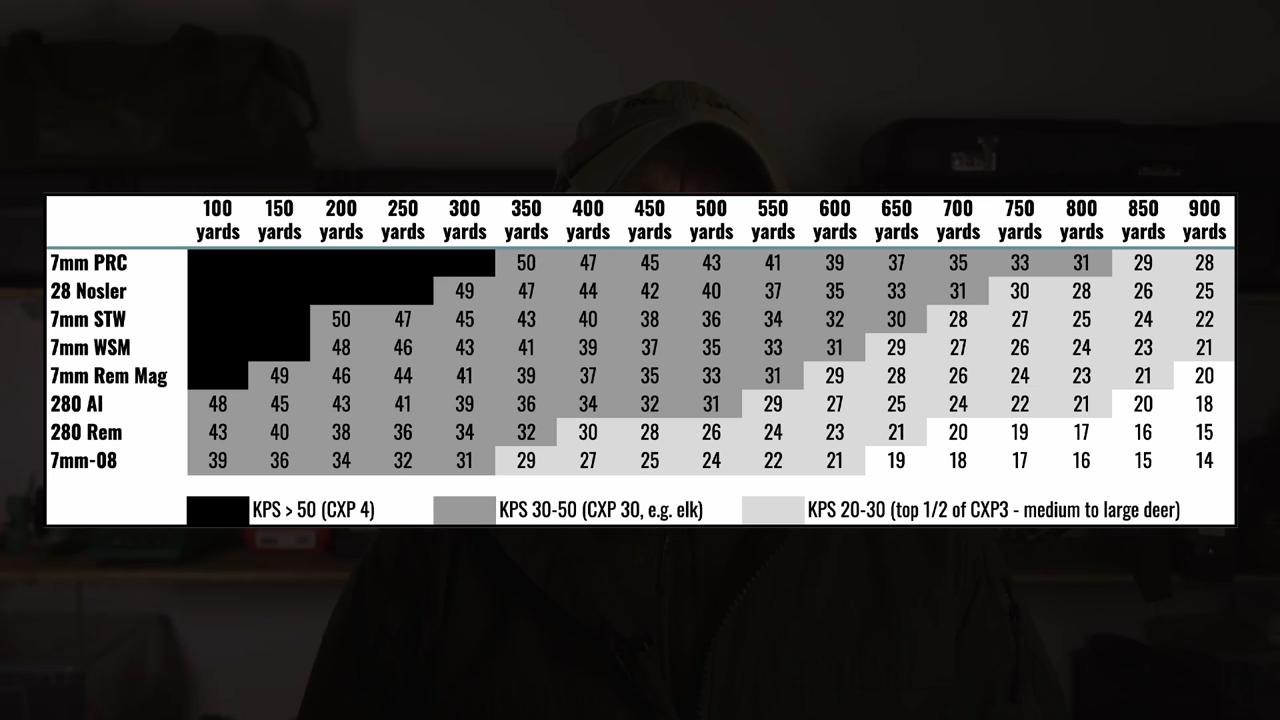 100 yards 150 yards 200 yards 250 yards 300 yards 350 yards 400 yards 450 yards 500 yards 550 yards 600 yards 650 yards 700 yards 750 yards 800 yards 850 yards 900 yards
7mm PRC 50 47 45 43 41 39 37 35 33 31 29 28
28 Nosler 49 47 44 42 40 37 35 33 31 30 28 26 25
7mm STW 50 47 45 43 40 38 36 34 32 30 28 27 25 24 22
7mm WSM 48 46 43 41 39 37 35 33 31 29 27 26 24 23 21
7mm Rem Mag 49 46 44 41 39 37 35 33 31 29 28 26 24 23 21 20
280 AI 48 45 43 41 39 36 34 32 31 29 27 25 24 22 21 20 18
280 Rem 43 40 38 36 34 32 30 28 26 24 23 21 20 19 17 16 15
7mm-08 39 36 34 32 31 29 27 25 24 22 21 19 18 17 16 15 14
KPS > 50 (CXP 4) KPS 30-50 (CXP 30, e.g. elk) KPS 20-30 (top 1/2 of CXP3 - medium to large deer)